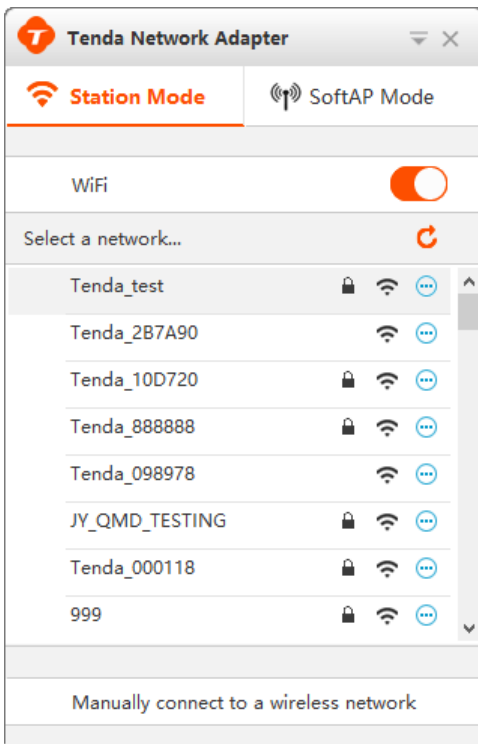 Tenda Network Adapter
Station Mode
SoftAP Mode
WiFi
Select a network...
Tenda_test
Tenda_2B7A90
Tenda_10D720
Tenda_888888
Tenda_098978
JY_QMD_TESTING
Tenda_000118
999
Manually connect to a wireless network